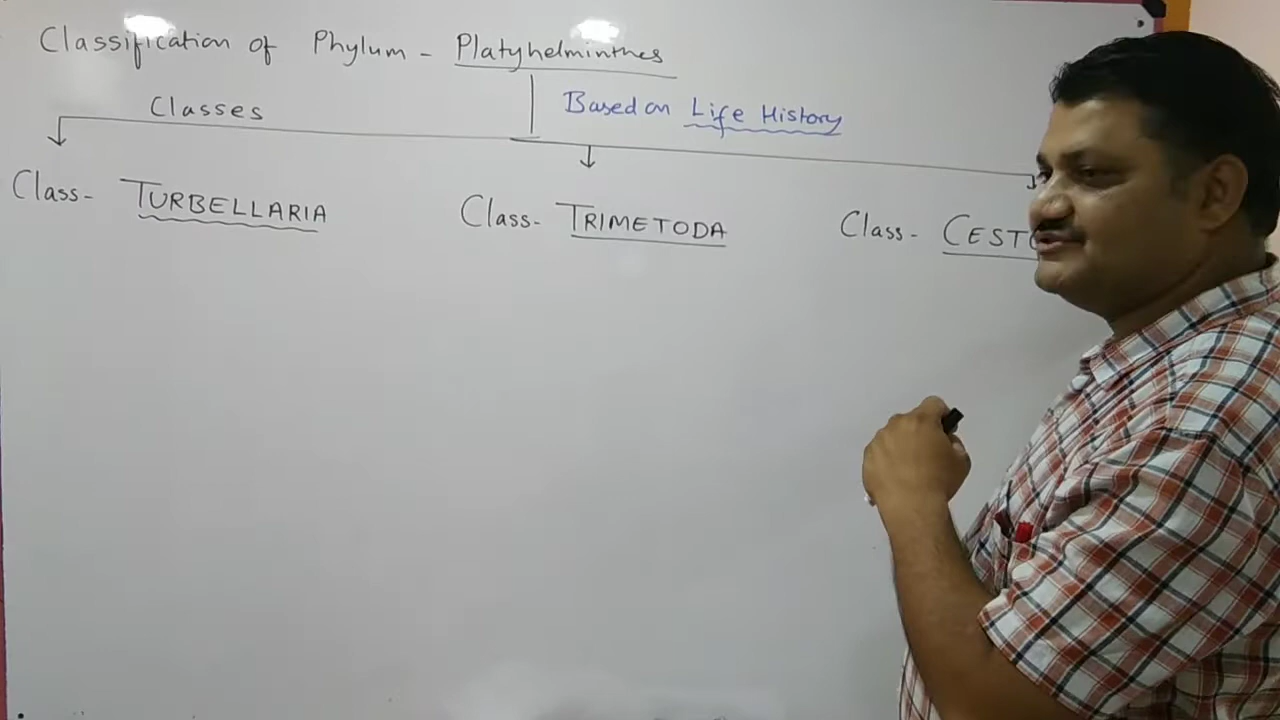 Classification of Phylum - Platyhelminthes
Classes
Based on Life History
Class- TURBELLARIA
Class- TRIMETODA
Class- CEST